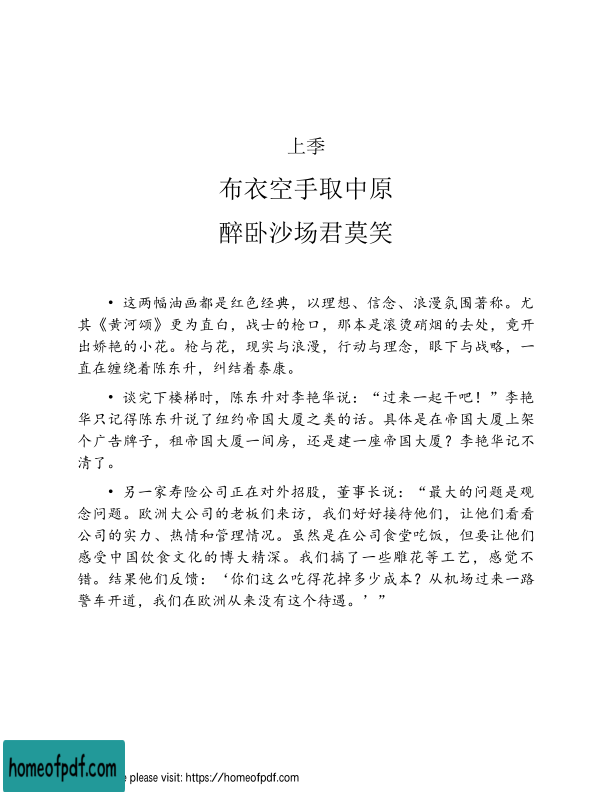 上季
布衣空手取中原
醉卧沙场君莫笑
• 这两幅油画都是红色经典，以理想、信念、浪漫氛围著称。尤
其《黄河颂》更为直白，战士的枪口，那本是滚烫硝烟的去处，竟开
出娇艳的小花。枪与花，现实与浪漫，行动与理念，眼下与战略，一
直在缠绕着陈东升，纠结着泰康。
• 谈完下楼梯时，陈东升对李艳华说：“过来一起干吧！”李艳
华只记得陈东升说了纽约帝国大厦之类的话。具体是在帝国大厦上架
个广告牌子，租帝国大厦一间房，还是建一座帝国大厦？李艳华记不
清了。
• 另一家寿险公司正在对外招股，董事长说：“最大的问题是观
念问题。欧洲大公司的老板们来访，我们好好接待他们，让他们看看
公司的实力、热情和管理情况。虽然是在公司食堂吃饭，但要让他们
感受中国饮食文化的博大精深。我们搞了一些雕花等工艺，感觉不
错。结果他们反馈：‘你们这么吃得花掉多少成本？从机场过来一路
警车开道，我们在欧洲从来没有这个待遇。’”
homeofpdf.com
e please visit: https://homeofpdf.com